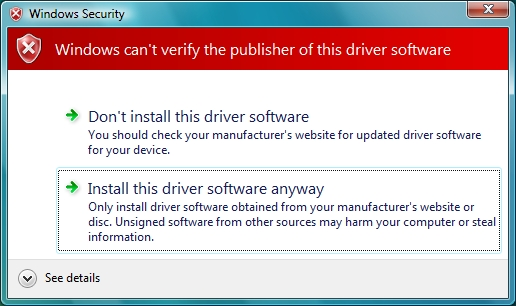 Windows Security
Windows can't verify the publisher of this driver software
Don't install this driver software
You should check your manufacturer's website for updated driver software
for your device.
Install this driver software anyway
Only install driver software obtained from your manufacturer's website or
disc. Unsigned software from other sources may harm your computer or steal
information.
See details